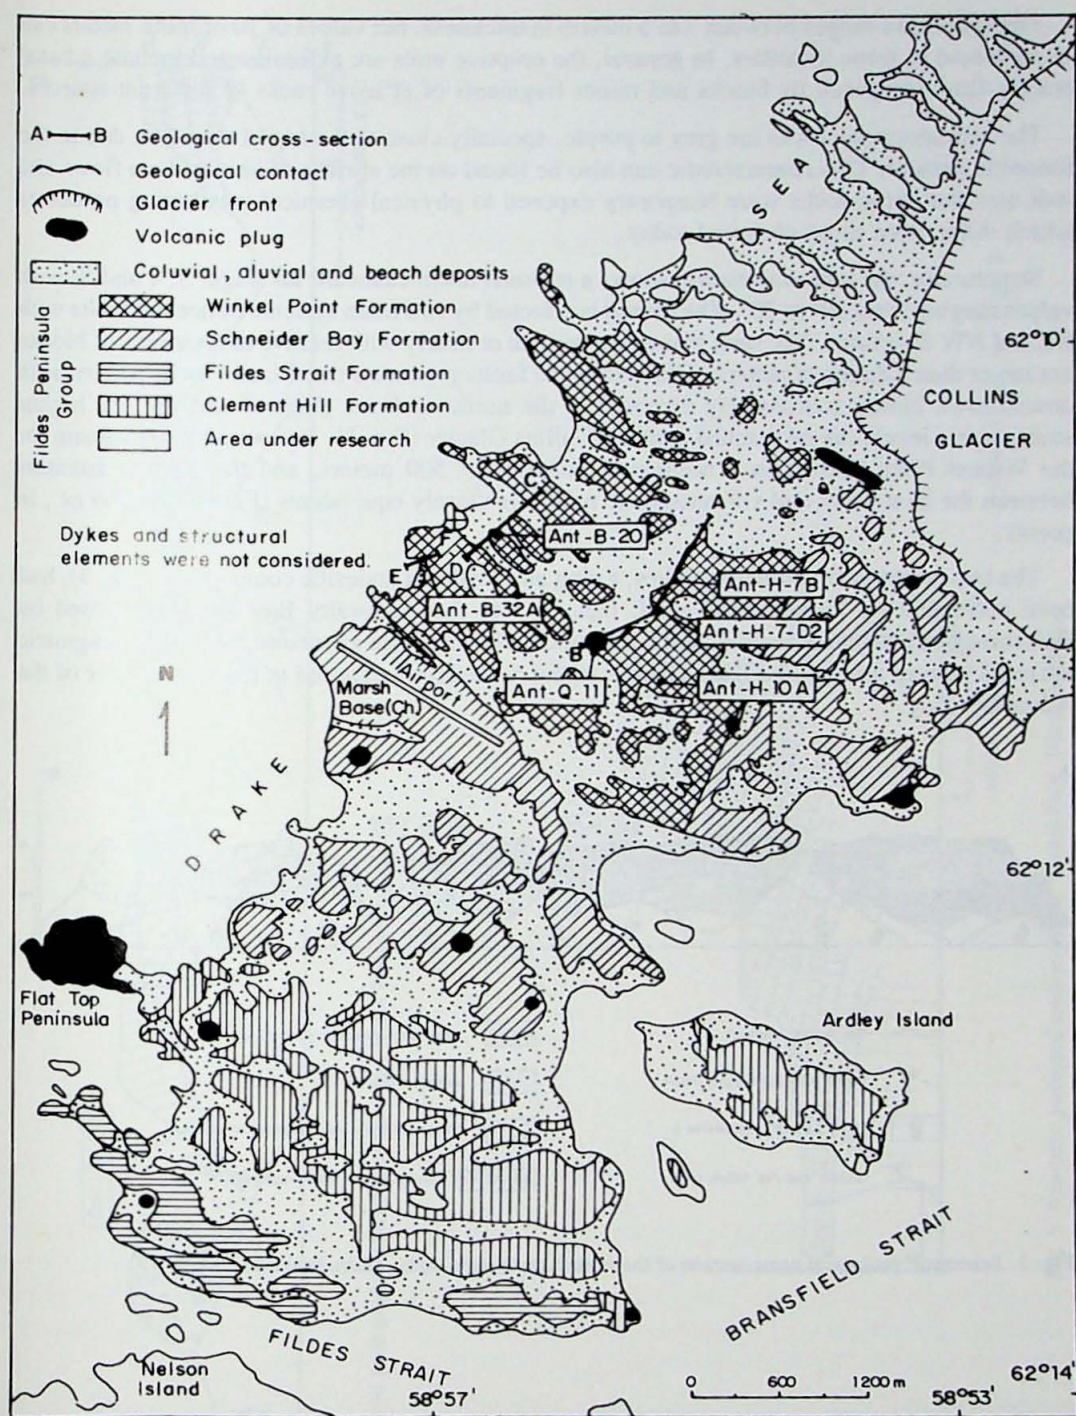 A B Geological cross-section
Geological contact
Glacier front
Volcanic plug
Coluvial, aluvial and beach deposits
Fildes Peninsula
Group
Winkel Point Formation
Schneider Bay Formation
Fildes Strait Formation
Clement Hill Formation
Area under research
Dykes and structural
elements were not considered.
SEA
62°10'
COLLINS
GLACIER
C
A
Ant-B-20
F
D
E
Ant-H-7B
Ant-B-32A
Ant-H-7-D2
B
Airport
N
Marsh
Base(Ch.)
Ant-Q-11
Ant-H-10A
DRAKE
62°12'
Flat Top
Peninsula
Ardley Island
BRANSFIELD STRAIT
FILDES STRAIT
Nelson
Island
58°57'
0 600 1200 m
58°53'
62°14'